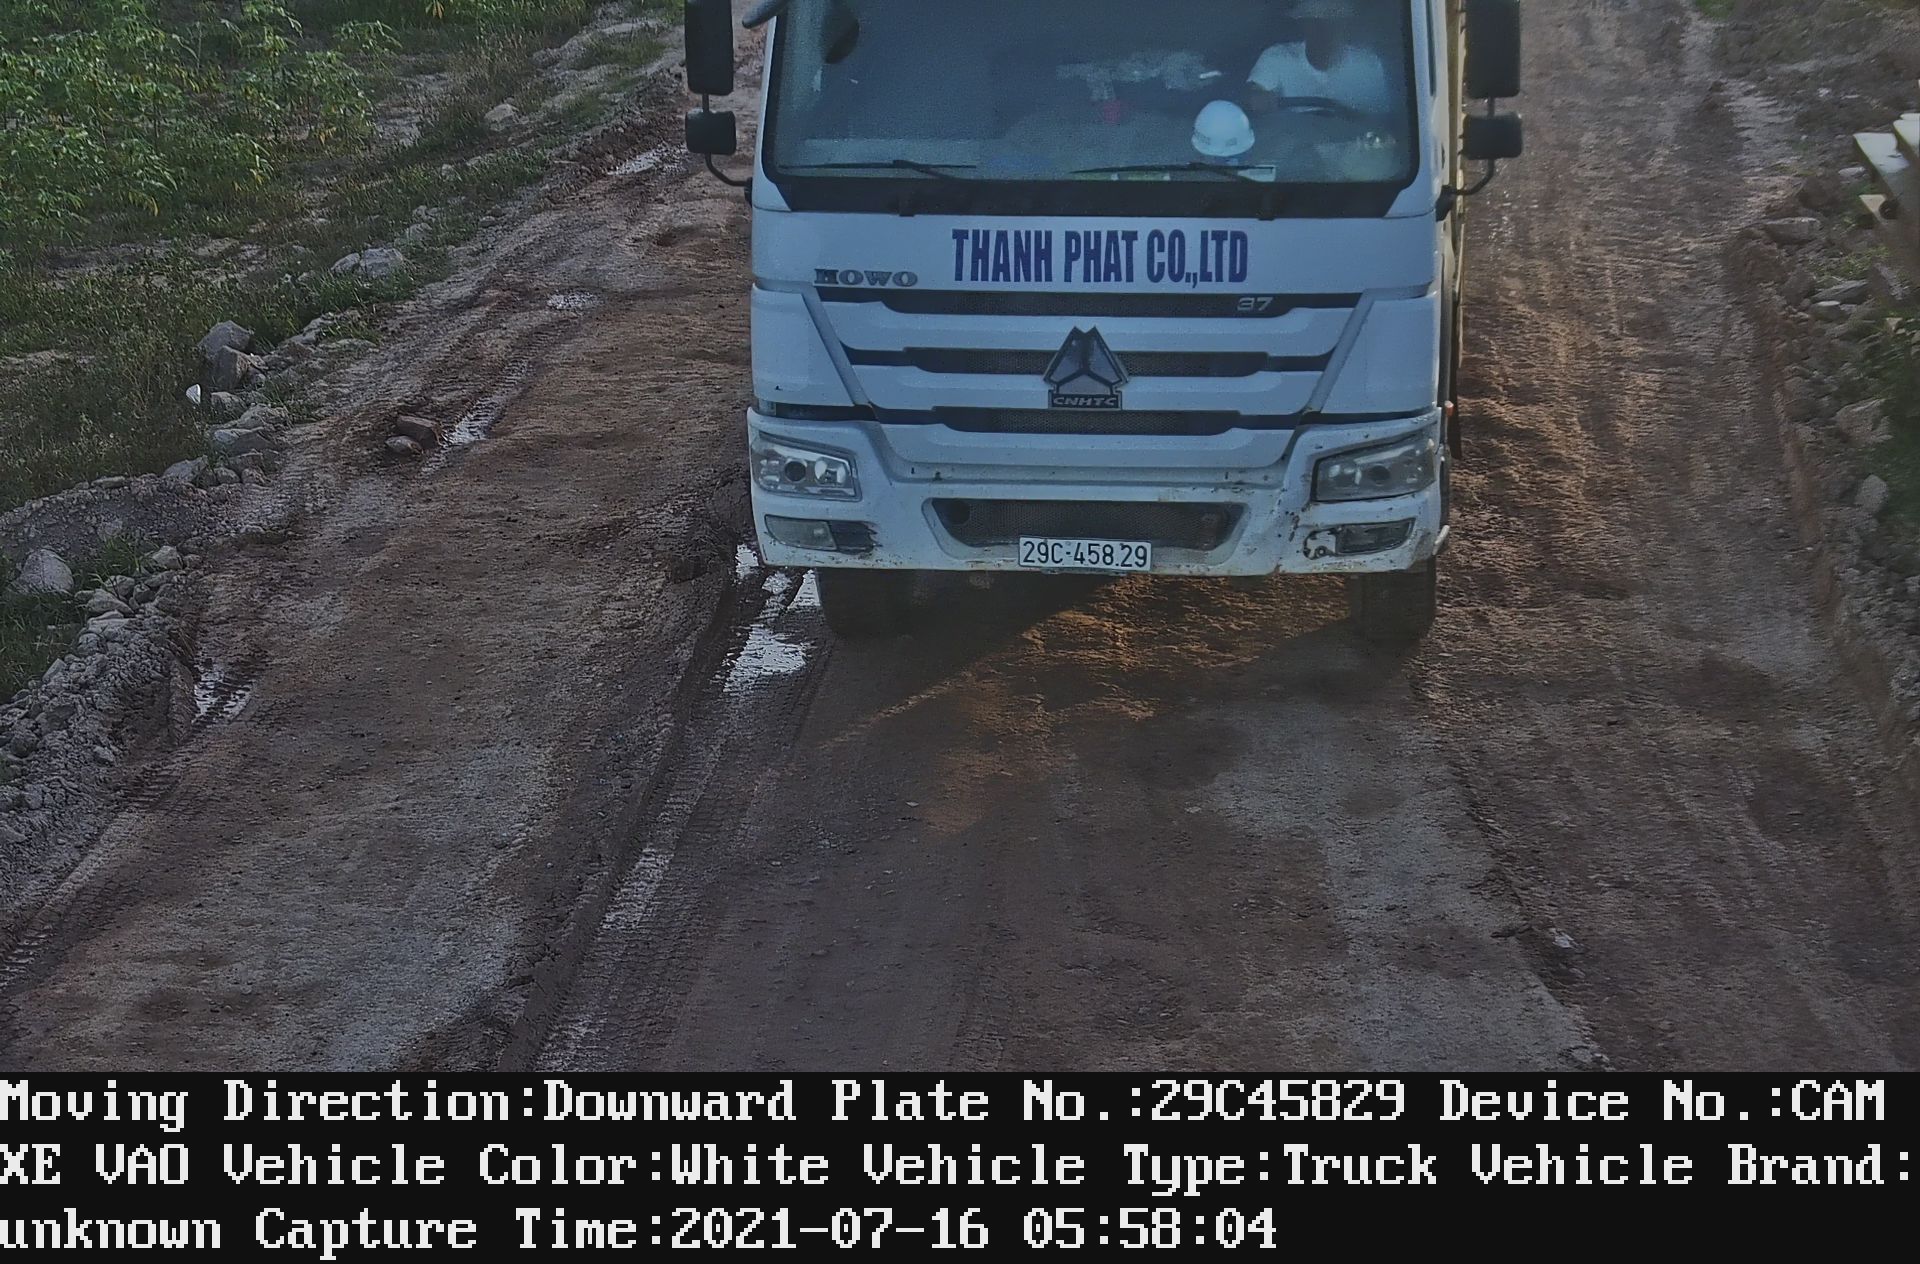 THANH PHAT CO.,LTD
HOWO
37
CNHTC
29C-458.29
Moving Direction:Downward Plate No.:29C45829 Device No.:CAM
XE VAO Vehicle Color:White Vehicle Type:Truck Vehicle Brand:
unknown Capture Time:2021-07-16 05:58:04